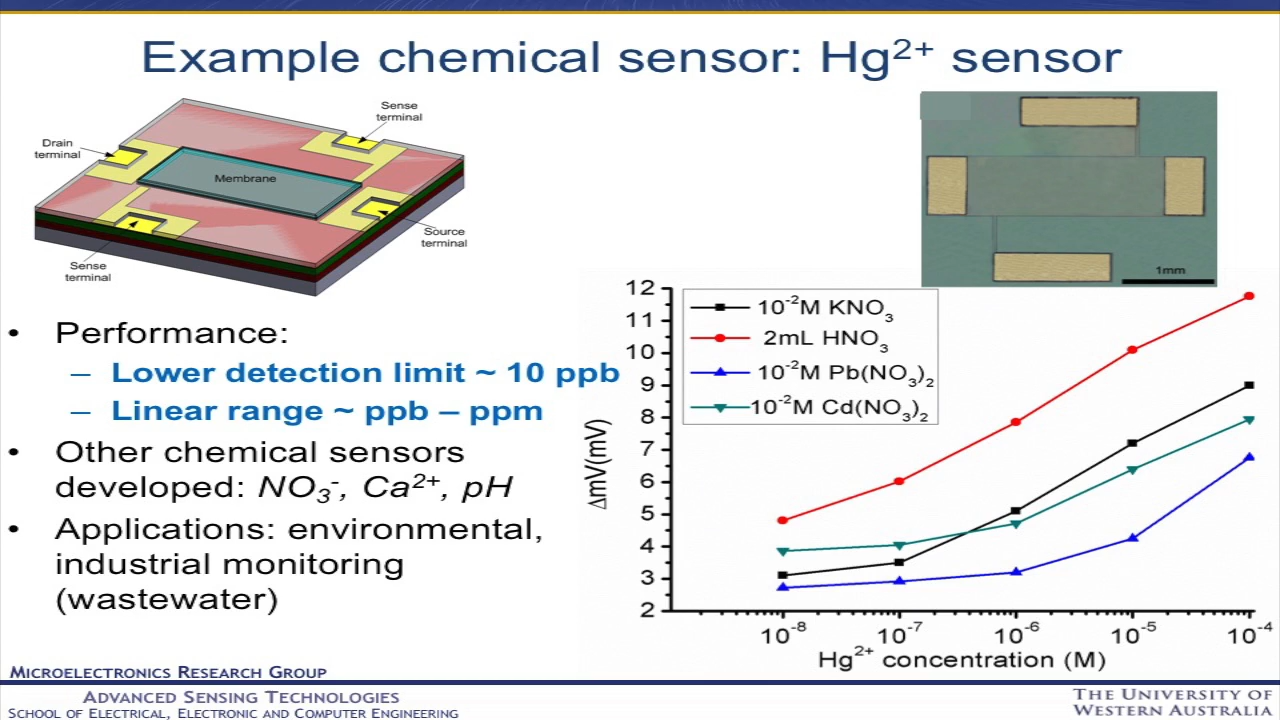 Example chemical sensor: Hg²⁺ sensor
Sense
terminal
Drain
terminal
Membrane
Source
terminal
Sense
terminal
1mm
• Performance:
– Lower detection limit ~ 10 ppb
– Linear range ~ ppb – ppm
• Other chemical sensors
developed: NO₃⁻, Ca²⁺, pH
• Applications: environmental,
industrial monitoring
(wastewater)
10⁻²M KNO₃
2mL HNO₃
10⁻²M Pb(NO₃)₂
10⁻²M Cd(NO₃)₂
ΔmV(mV)
12
11
10
9
8
7
6
5
4
3
2
10⁻⁸ 10⁻⁷ 10⁻⁶ 10⁻⁵ 10⁻⁴
Hg²⁺ concentration (M)
MICROELECTRONICS RESEARCH GROUP
ADVANCED SENSING TECHNOLOGIES
SCHOOL OF ELECTRICAL, ELECTRONIC AND COMPUTER ENGINEERING
THE UNIVERSITY OF
WESTERN AUSTRALIA